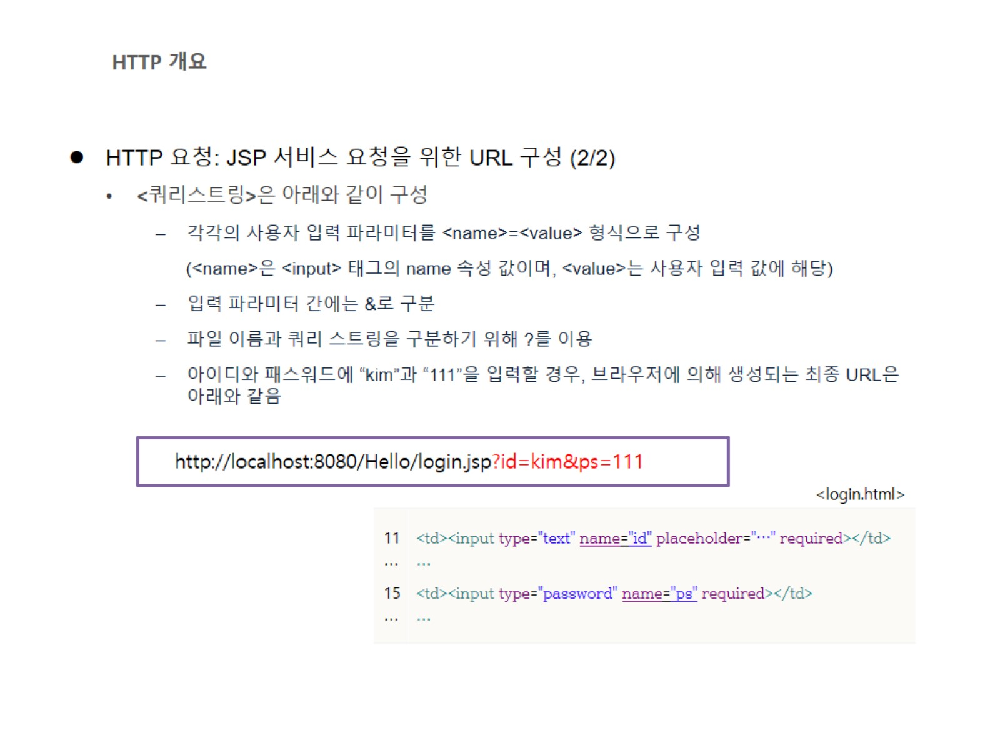 HTTP 개요
● HTTP 요청: JSP 서비스 요청을 위한 URL 구성 (2/2)
• <쿼리스트링>은 아래와 같이 구성
– 각각의 사용자 입력 파라미터를 <name>=<value> 형식으로 구성
(<name>은 <input> 태그의 name 속성 값이며, <value>는 사용자 입력 값에 해당)
– 입력 파라미터 간에는 &로 구분
– 파일 이름과 쿼리 스트링을 구분하기 위해 ?를 이용
– 아이디와 패스워드에 “kim”과 “111”을 입력할 경우, 브라우저에 의해 생성되는 최종 URL은
아래와 같음
http://localhost:8080/Hello/login.jsp?id=kim&ps=111
<login.html>
11 <td><input type="text" name="id" placeholder="…" required></td>
… …
15 <td><input type="password" name="ps" required></td>
… …